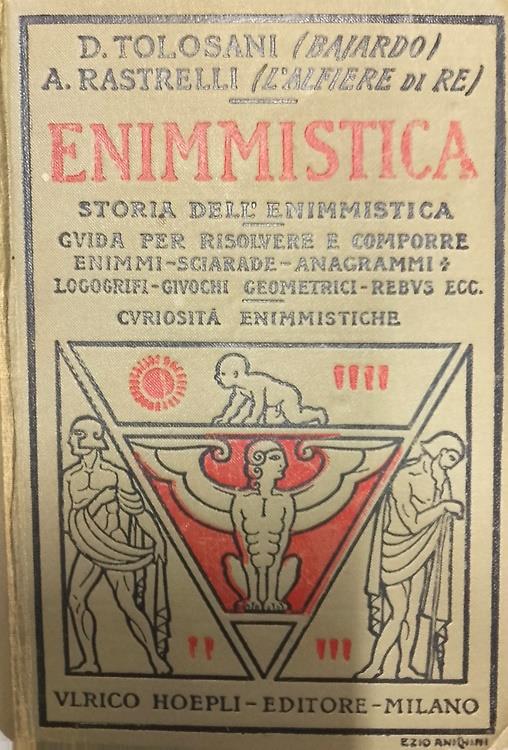 D. TOLOSANI (BAJARDO)
A. RASTRELLI (L'ALFIERE DI RE)
ENIMMISTICA
STORIA DELL' ENIMMISTICA
GVIDA PER RISOLVERE E COMPORRE
ENIMMI-SCIARADE-ANAGRAMMI
LOGOGRIFI-GIVOCHI GEOMETRICI-REBVS ECC.
CVRIOSITÁ ENIMMISTICHE
VLRICO HOEPLI-EDITORE-MILANO
EZIO ANICHINI